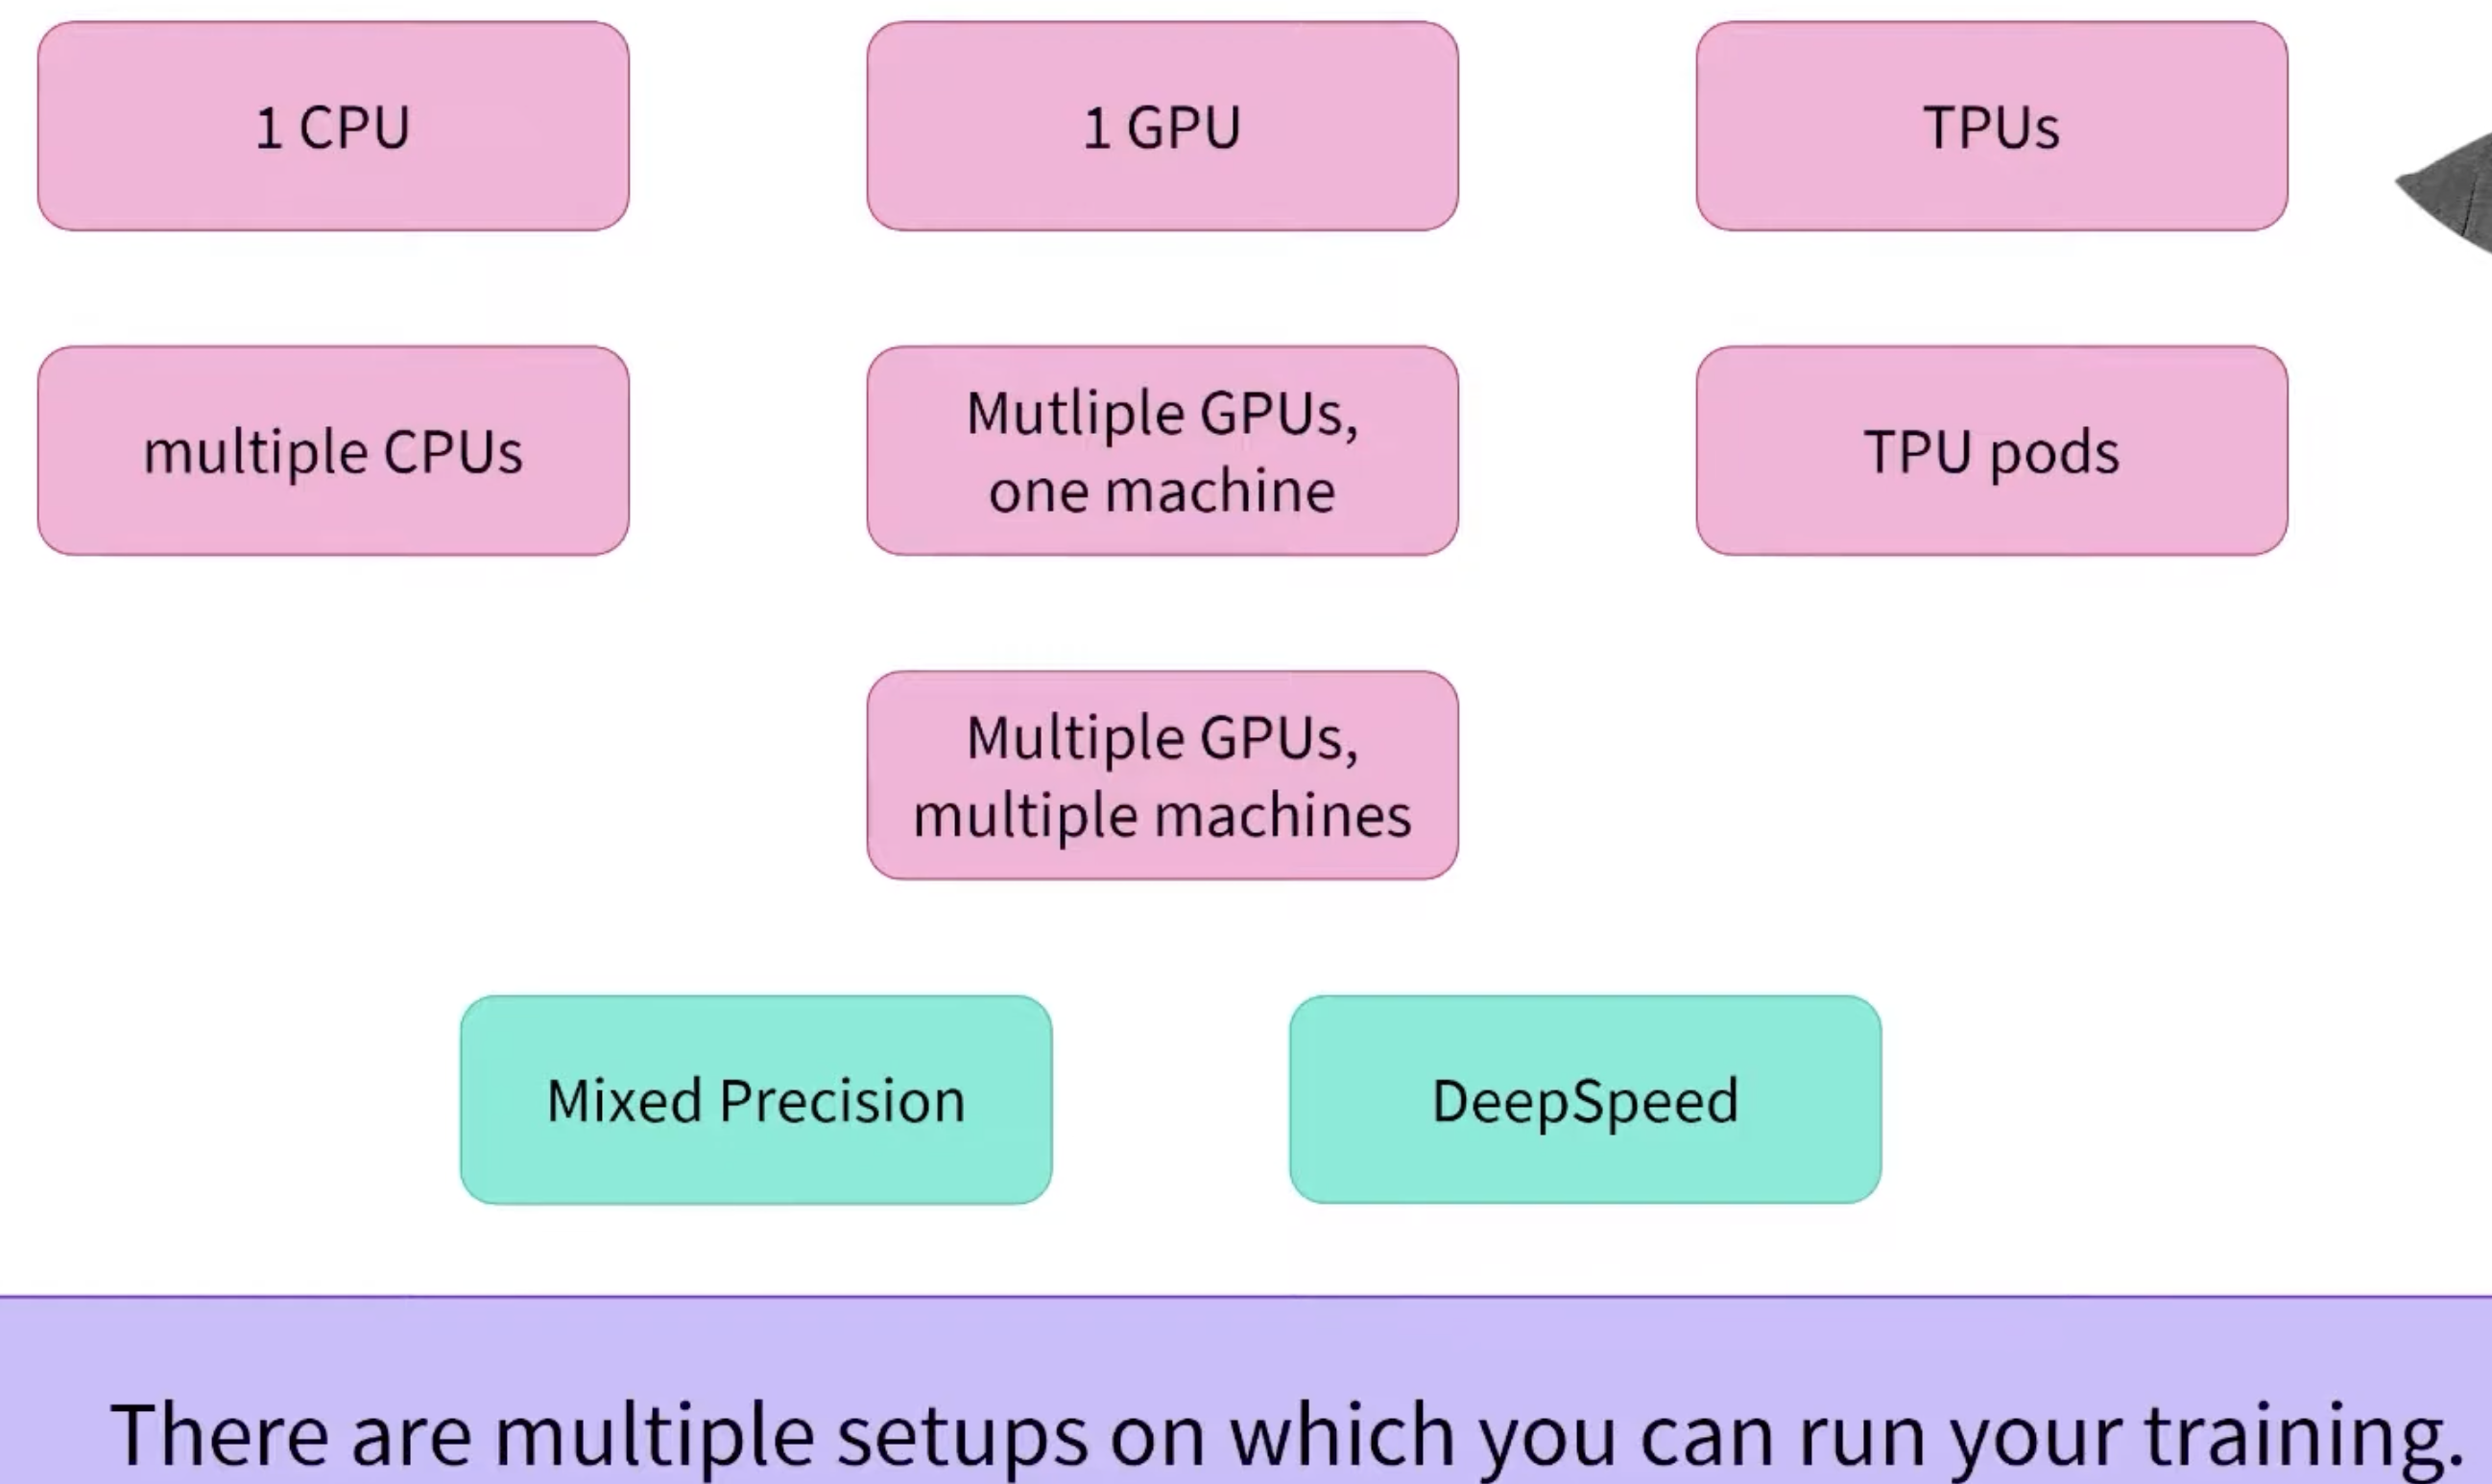 1 CPU
1 GPU
TPUs
multiple CPUs
Mutliple GPUs,
one machine
TPU pods
Multiple GPUs,
multiple machines
Mixed Precision
DeepSpeed
There are multiple setups on which you can run your training.